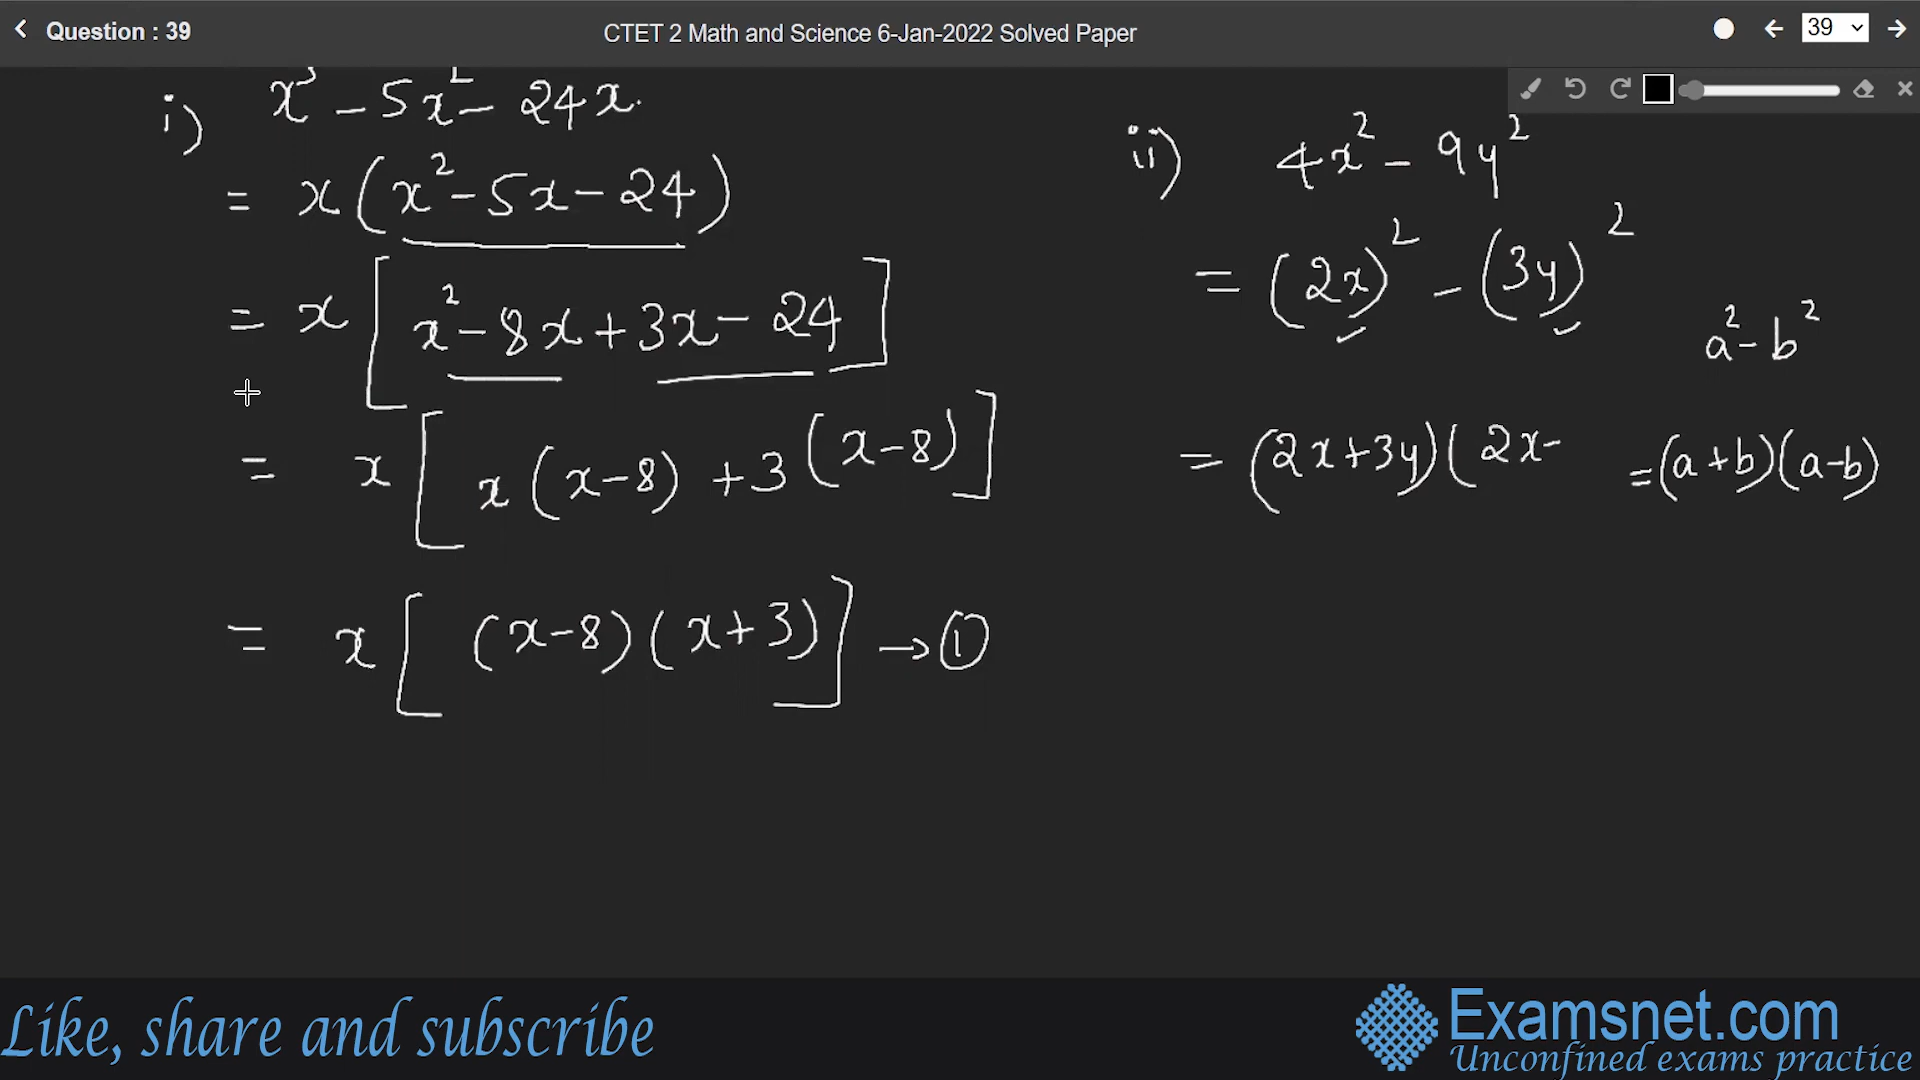 Question : 39
CTET 2 Math and Science 6-Jan-2022 Solved Paper
39
i) x³ - 5x² - 24x.
= x(x² - 5x - 24)
= x[x² - 8x + 3x - 24]
= x[x(x-8) + 3(x-8)]
= x[(x-8)(x+3)] → ①
ii) 4x² - 9y²
= (2x)² - (3y)²
a² - b²
= (2x+3y)(2x-
= (a+b)(a-b)
Like, share and subscribe
Examsnet.com
Unconfined exams practice